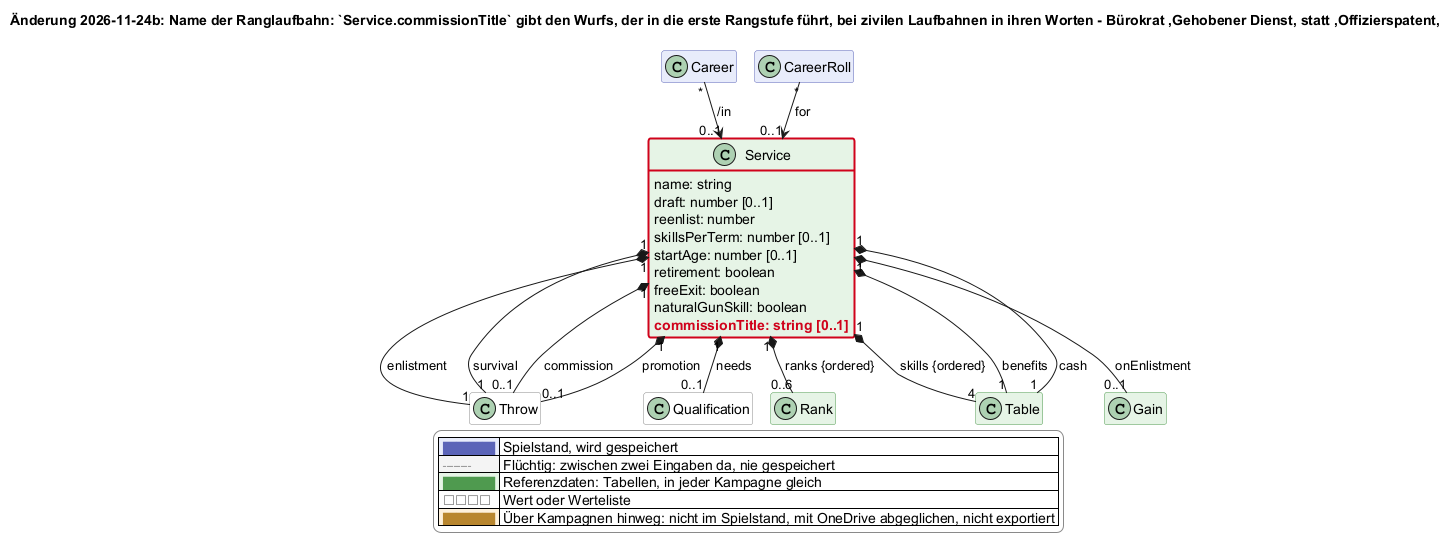 Änderung 2026-11-24b: Name der Ranglaufbahn: `Service.commissionTitle` gibt den Wurfs, der in die erste Rangstufe führt, bei zivilen Laufbahnen in ihren Worten - Bürokrat ‚Gehobener Dienst, statt ‚Offizierspatent,
C Career
C CareerRoll
* *
/in for
0..1 0..1
C Service
name: string
draft: number [0..1]
reenlist: number
skillsPerTerm: number [0..1]
startAge: number [0..1]
retirement: boolean
freeExit: boolean
naturalGunSkill: boolean
commissionTitle: string [0..1]
1 1
1 1
1
1 1 1 1
enlistment survival commission promotion needs ranks {ordered} skills {ordered} benefits cash onEnlistment
1 1 0..1 0..1 0..1 0..6 4 1 1 0..1
C Throw
C Qualification
C Rank
C Table
C Gain
Spielstand, wird gespeichert
Flüchtig: zwischen zwei Eingaben da, nie gespeichert
Referenzdaten: Tabellen, in jeder Kampagne gleich
Wert oder Werteliste
Über Kampagnen hinweg: nicht im Spielstand, mit OneDrive abgeglichen, nicht exportiert